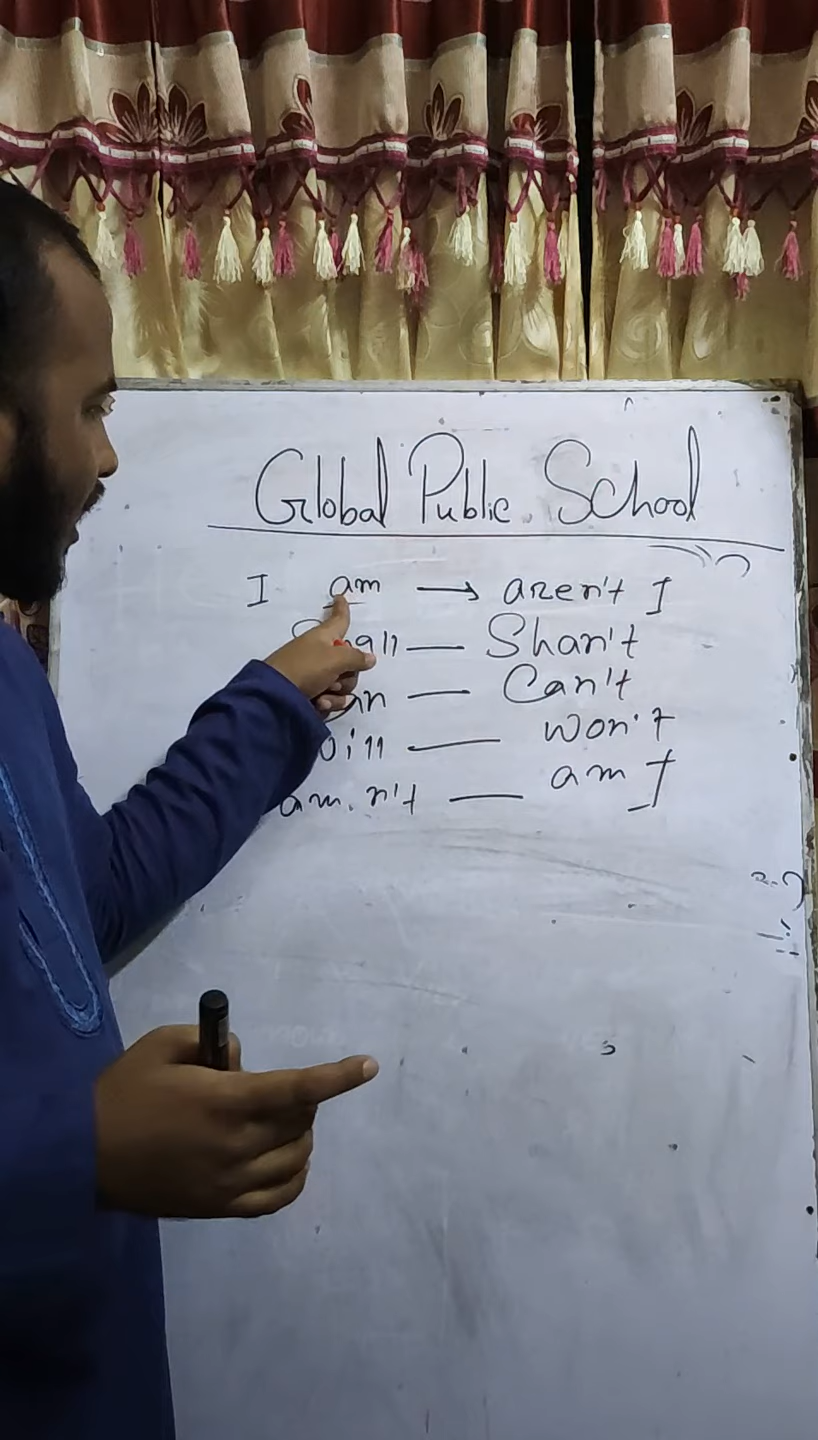 Global Public School
I am → aren't I
Shall — Shan't
Can — Can't
will — won't
am.n't — am I